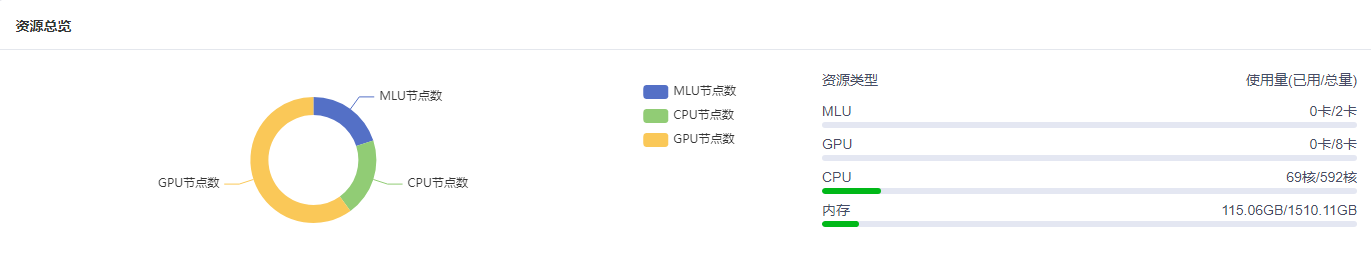 资源总览
MLU节点数
CPU节点数
GPU节点数
MLU节点数
CPU节点数
GPU节点数
资源类型 使用量(已用/总量)
MLU 0卡/2卡
GPU 0卡/8卡
CPU 69核/592核
内存 115.06GB/1510.11GB